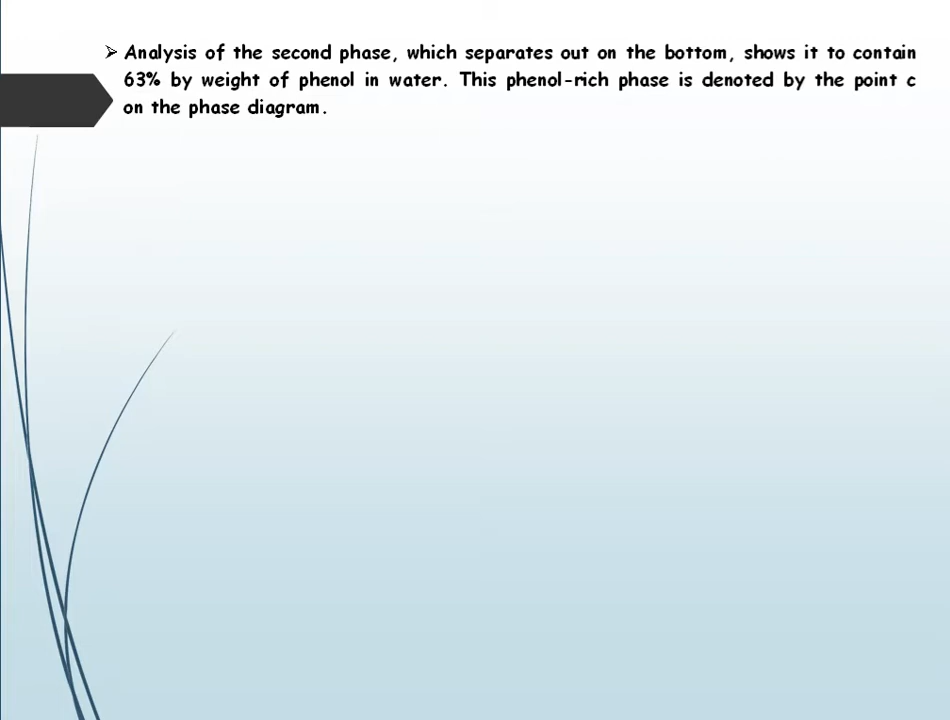 ➢ Analysis of the second phase, which separates out on the bottom, shows it to contain
63% by weight of phenol in water. This phenol-rich phase is denoted by the point c
on the phase diagram.